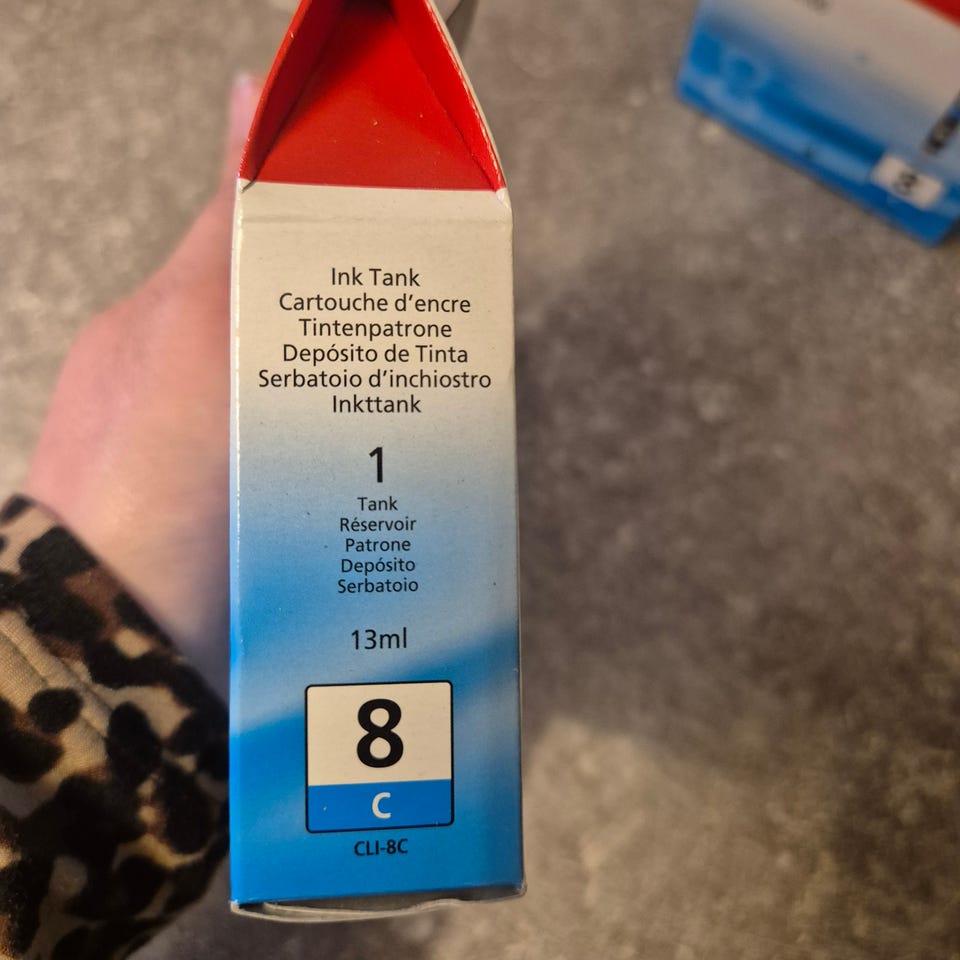 Ink Tank
Cartouche d'encre
Tintenpatrone
Depósito de Tinta
Serbatoio d'inchiostro
Inkttank
1
Tank
Réservoir
Patrone
Depósito
Serbatoio
13ml
8
C
CLI-8C
8